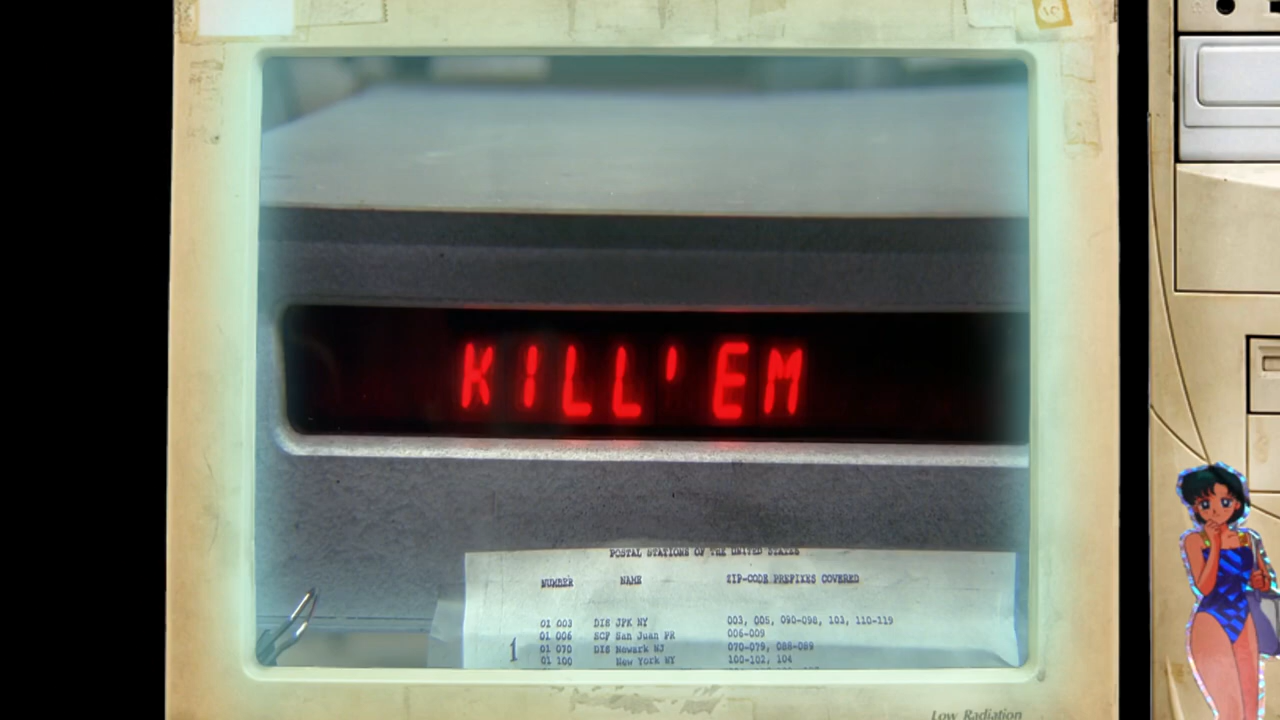 KILL'EM
POSTAL STATIONS OF THE UNITED STATES
NUMBER NAME ZIP-CODE PREFIXES COVERED
01 003 DIS JFK NY 003, 005, 090-098, 103, 110-119
01 006 SCF San Juan PR 006-009
01 070 DIS Newark NJ 070-079, 088-089
1
01 100 New York NY 100-102, 104
Low Radiation